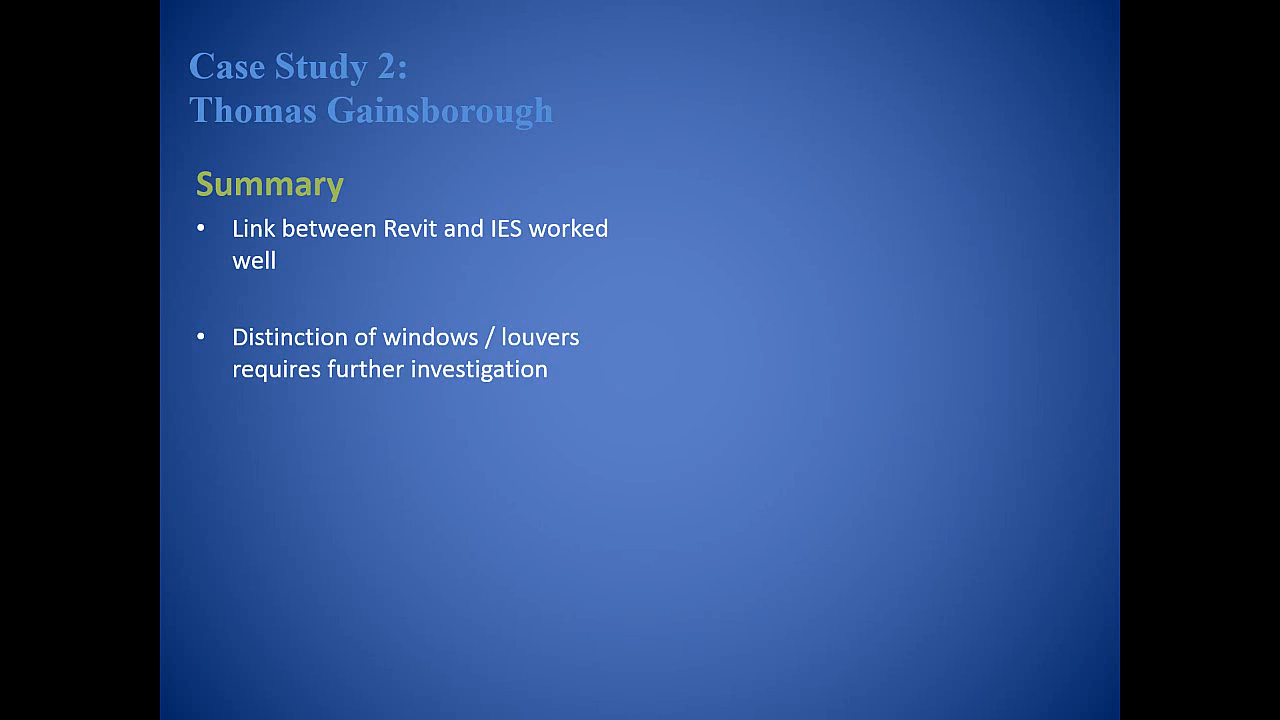 Case Study 2:
Thomas Gainsborough
Summary
• Link between Revit and IES worked
well
• Distinction of windows / louvers
requires further investigation